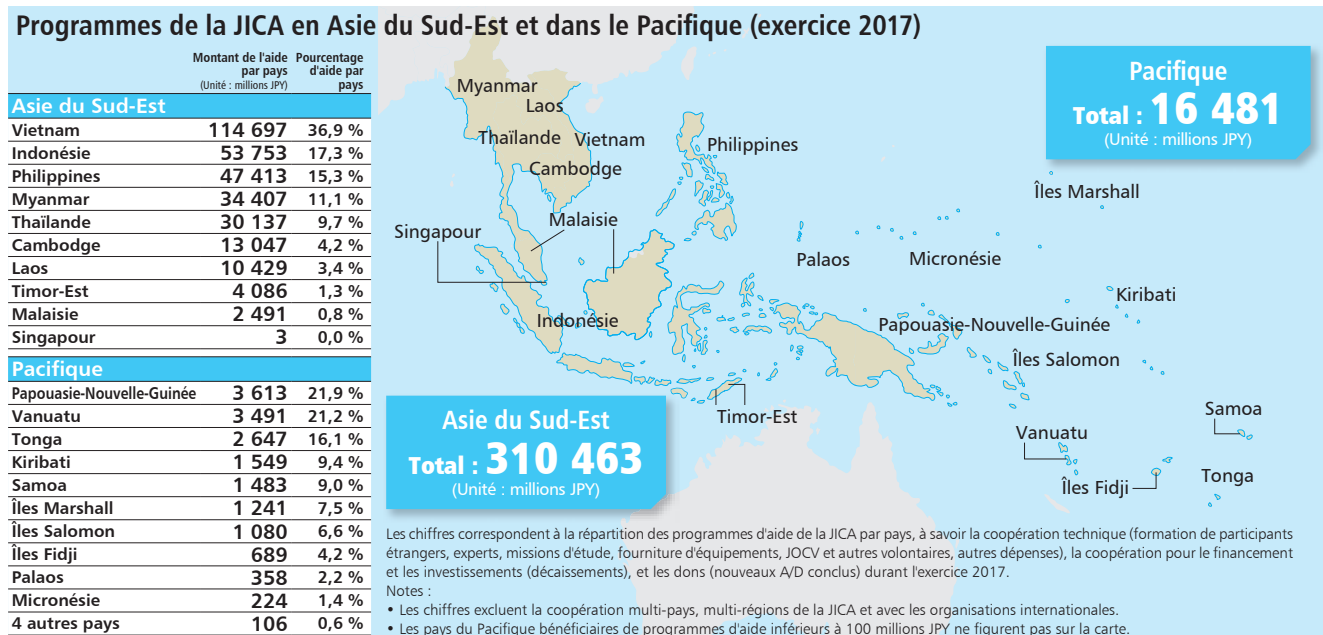 Programmes de la JICA en Asie du Sud-Est et dans le Pacifique (exercice 2017)
Montant de l'aide par pays (Unité : millions JPY)
Pourcentage d'aide par pays
Asie du Sud-Est
Vietnam 114 697 36,9 %
Indonésie 53 753 17,3 %
Philippines 47 413 15,3 %
Myanmar 34 407 11,1 %
Thaïlande 30 137 9,7 %
Cambodge 13 047 4,2 %
Laos 10 429 3,4 %
Timor-Est 4 086 1,3 %
Malaisie 2 491 0,8 %
Singapour 3 0,0 %
Pacifique
Papouasie-Nouvelle-Guinée 3 613 21,9 %
Vanuatu 3 491 21,2 %
Tonga 2 647 16,1 %
Kiribati 1 549 9,4 %
Samoa 1 483 9,0 %
Îles Marshall 1 241 7,5 %
Îles Salomon 1 080 6,6 %
Îles Fidji 689 4,2 %
Palaos 358 2,2 %
Micronésie 224 1,4 %
4 autres pays 106 0,6 %
Pacifique
Total : 16 481
(Unité : millions JPY)
Myanmar
Laos
Thaïlande
Vietnam
Philippines
Cambodge
Îles Marshall
Malaisie
Singapour
Palaos
Micronésie
Kiribati
Indonésie
Papouasie-Nouvelle-Guinée
Îles Salomon
Timor-Est
Samoa
Vanuatu
Tonga
Îles Fidji
Asie du Sud-Est
Total : 310 463
(Unité : millions JPY)
Les chiffres correspondent à la répartition des programmes d'aide de la JICA par pays, à savoir la coopération technique (formation de participants
étrangers, experts, missions d'étude, fourniture d'équipements, JOCV et autres volontaires, autres dépenses), la coopération pour le financement
et les investissements (décaissements), et les dons (nouveaux A/D conclus) durant l'exercice 2017.
Notes :
• Les chiffres excluent la coopération multi-pays, multi-régions de la JICA et avec les organisations internationales.
• Les pays du Pacifique bénéficiaires de programmes d'aide inférieurs à 100 millions JPY ne figurent pas sur la carte.